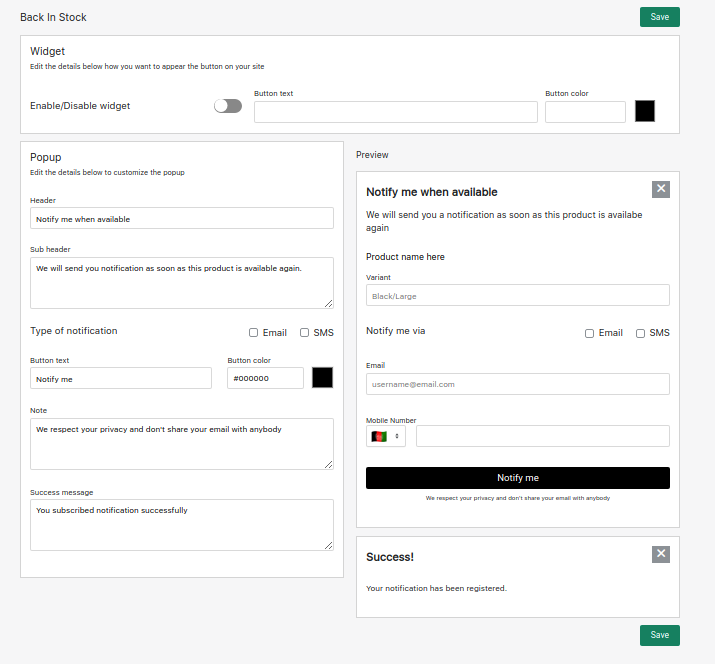 Back In Stock
Save
Widget
Edit the details below how you want to appear the button on your site
Enable/Disable widget
Button text
Button color
Popup
Edit the details below to customize the popup
Header
Notify me when available
Sub header
We will send you notification as soon as this product is available again.
Type of notification
Email
SMS
Button text
Button color
Notify me
#000000
Note
We respect your privacy and don't share your email with anybody
Success message
You subscribed notification successfully
Preview
Notify me when available
We will send you a notification as soon as this product is availabe
again
Product name here
Variant
Black/Large
Notify me via
Email
SMS
Email
username@email.com
Mobile Number
Notify me
We respect your privacy and don't share your email with anybody
Success!
Your notification has been registered.
Save